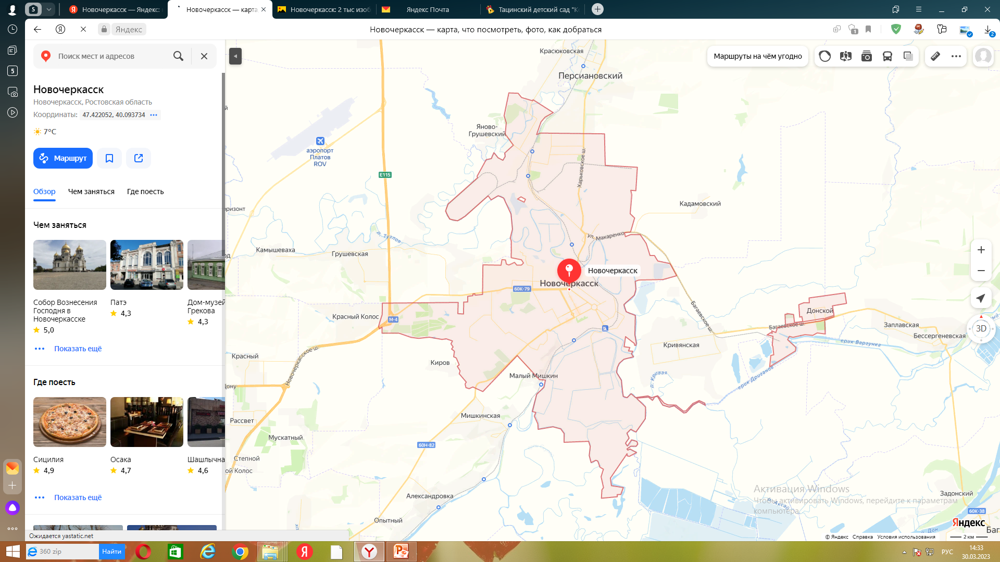 5
Новочеркасск — Яндекс:
Новочеркасск — карта,
Новочеркасск: 2 тыс изоб
Яндекс Почта
Тацинский детский сад "К
Яндекс
Новочеркасск — карта, что посмотреть, фото, как добраться
1
2
5
Поиск мест и адресов
Новочеркасск
Новочеркасск, Ростовская область
Координаты: 47.422052, 40.093734
7°C
Маршрут
Обзор
Чем заняться
Где поесть
Чем заняться
Собор Вознесения
Господня в
Новочеркасске
5,0
Патэ
4,3
Дом-музей
Грекова
4,3
Показать ещё
Где поесть
Сицилия
4,9
Осака
4,7
Шашлычна
4,6
Показать ещё
Ожидается yastatic.net
Маршруты на чём угодно
Красюковская
Персиановский
Яново-
Грушевский
аэропорт
Платов
ROV
E115
Харьковское ш.
Кадамовский
оризонт
ул. Макаренко
р. Тузлов
Камышеваха
Грушевская
Новочеркасск
Новочеркасск
60К-79
Багаевское ш.
Красный Колос
М-4
Донской
Багаевское ш.
Заплавская
Бессергеневская
ерик Варгунка
Кривянская
Красный
Новочеркасское ш.
Киров
Малый Мишкин
р. Кривая
ерик Дриганов
Дону
Мишкинская
Рассвет
Мускатный
60Н-82
Степной
ой Колос
Александровка
Опытный
Задонский
р. Аксай
60К-38
р. Дон
Баг
3D
Активация Windows
Чтобы активировать Windows, перейдите к параметрам
компьютера.
Яндекс
© Яндекс Справка Условия использования
2 км
360 zip
Найти
РУС
14:33
30.03.2023